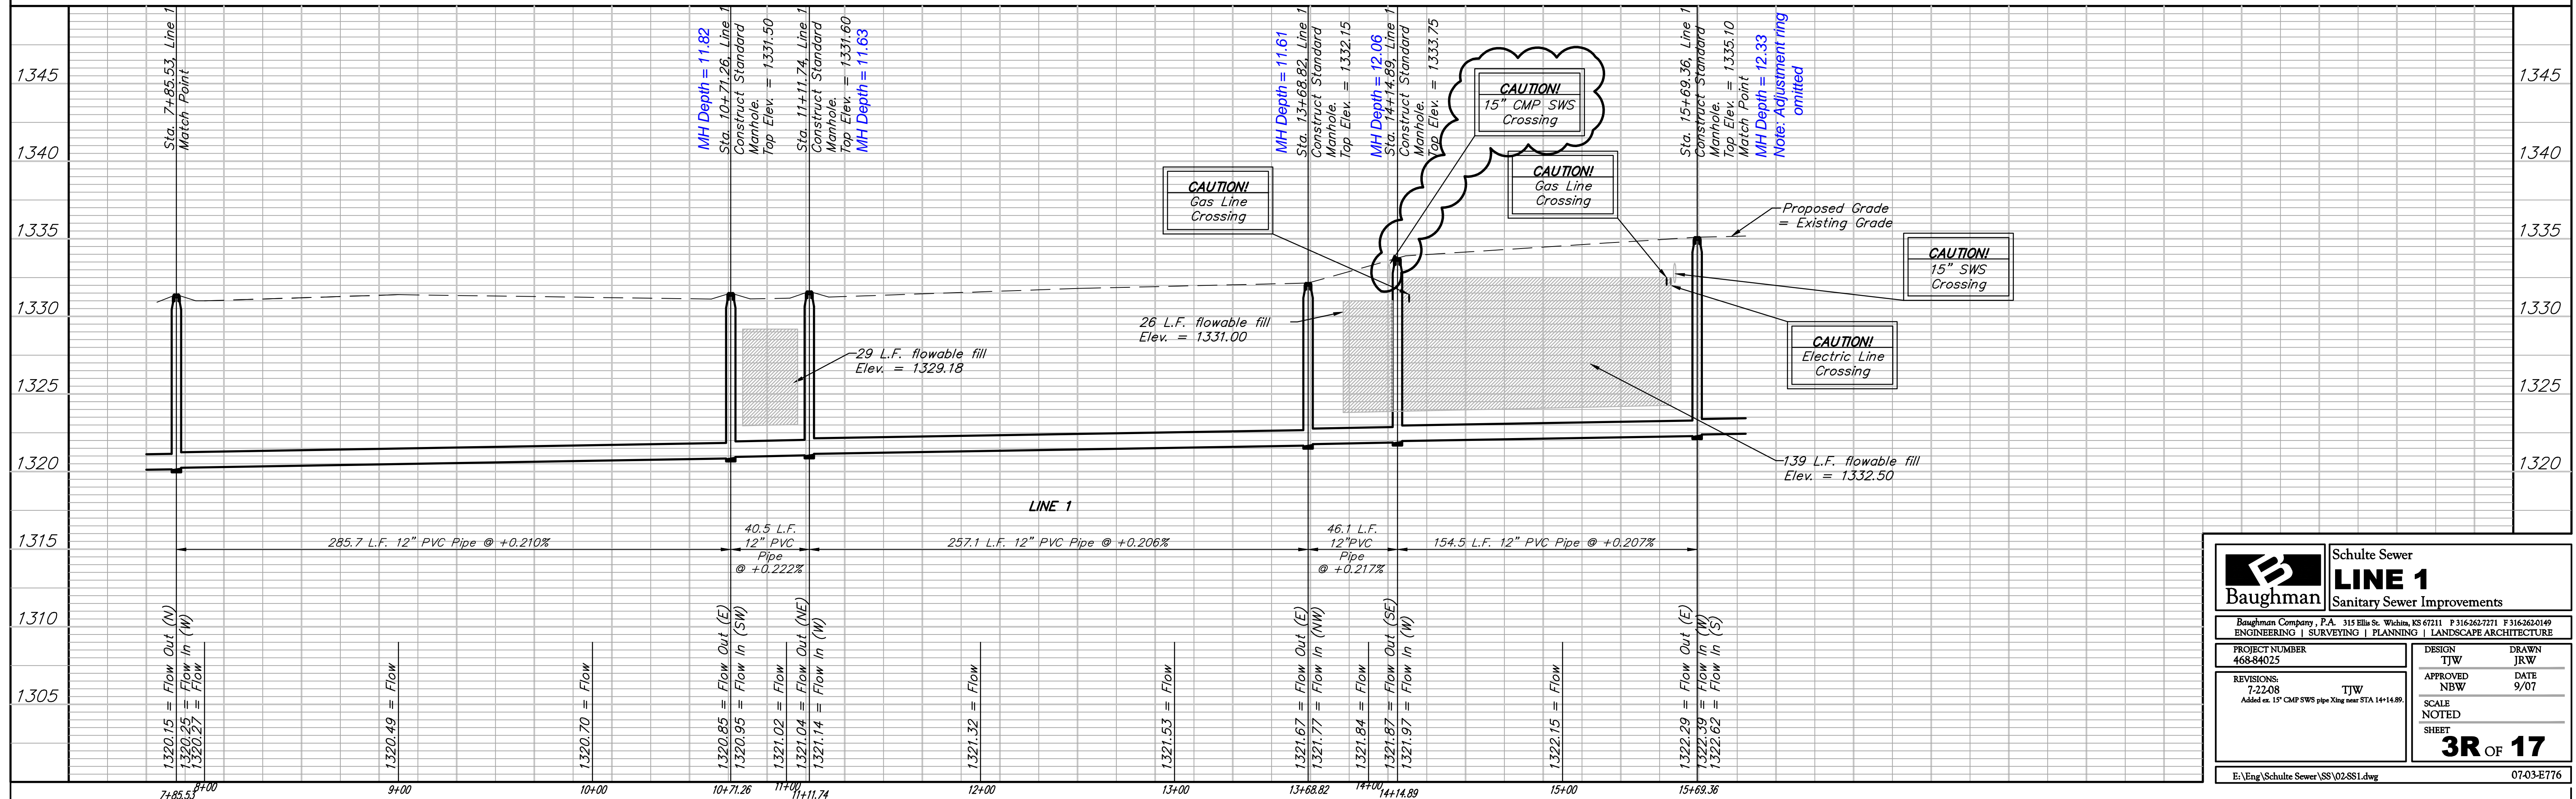 Sta. 7+85.53, Line 1
Match Point
MH Depth = 11.82
Sta. 10+71.26, Line 1
Construct Standard
Manhole.
Top Elev. = 1331.50
Sta. 11+11.74, Line 1
Construct Standard
Manhole.
Top Elev. = 1331.60
MH Depth = 11.63
MH Depth = 11.61
Sta. 13+68.82, Line 1
Construct Standard
Manhole.
Top Elev. = 1332.15
MH Depth = 12.06
Sta. 14+14.89, Line 1
Construct Standard
Manhole.
Top Elev. = 1333.75
Sta. 15+69.36, Line 1
Construct Standard
Manhole.
Top Elev. = 1335.10
Match Point
MH Depth = 12.33
Note: Adjustment ring
omitted
1345
1340
1335
1330
1325
1320
1315
1310
1305
1345
1340
1335
1330
1325
1320
CAUTION!
15" CMP SWS
Crossing
CAUTION!
Gas Line
Crossing
CAUTION!
Gas Line
Crossing
Proposed Grade
= Existing Grade
CAUTION!
15" SWS
Crossing
CAUTION!
Electric Line
Crossing
29 L.F. flowable fill
Elev. = 1329.18
26 L.F. flowable fill
Elev. = 1331.00
139 L.F. flowable fill
Elev. = 1332.50
LINE 1
285.7 L.F. 12" PVC Pipe @ +0.210%
40.5 L.F.
12" PVC
Pipe
@ +0.222%
257.1 L.F. 12" PVC Pipe @ +0.206%
46.1 L.F.
12"PVC
Pipe
@ +0.217%
154.5 L.F. 12" PVC Pipe @ +0.207%
1320.15 = Flow Out (N)
1320.25 = Flow In (W)
1320.27 = Flow
1320.49 = Flow
1320.70 = Flow
1320.85 = Flow Out (E)
1320.95 = Flow In (SW)
1321.02 = Flow
1321.04 = Flow Out (NE)
1321.14 = Flow In (W)
1321.32 = Flow
1321.53 = Flow
1321.67 = Flow Out (E)
1321.77 = Flow In (NW)
1321.84 = Flow
1321.87 = Flow Out (SE)
1321.97 = Flow In (W)
1322.15 = Flow
1322.29 = Flow Out (E)
1322.39 = Flow In (W)
1322.62 = Flow In (S)
7+85.53
8+00
9+00
10+00
10+71.26
11+00
11+11.74
12+00
13+00
13+68.82
14+00
14+14.89
15+00
15+69.36
Baughman
Schulte Sewer
LINE 1
Sanitary Sewer Improvements
Baughman Company, P.A. 315 Ellis St. Wichita, KS 67211 P 316-262-7271 F 316-262-0149
ENGINEERING | SURVEYING | PLANNING | LANDSCAPE ARCHITECTURE
PROJECT NUMBER
468-84025
REVISIONS:
7-22-08 TJW
Added ex. 15" CMP SWS pipe Xing near STA 14+14.89.
DESIGN DRAWN
TJW JRW
APPROVED DATE
NBW 9/07
SCALE
NOTED
SHEET
3R OF 17
E:\Eng\Schulte Sewer\SS\02-SS1.dwg 07-03-E776